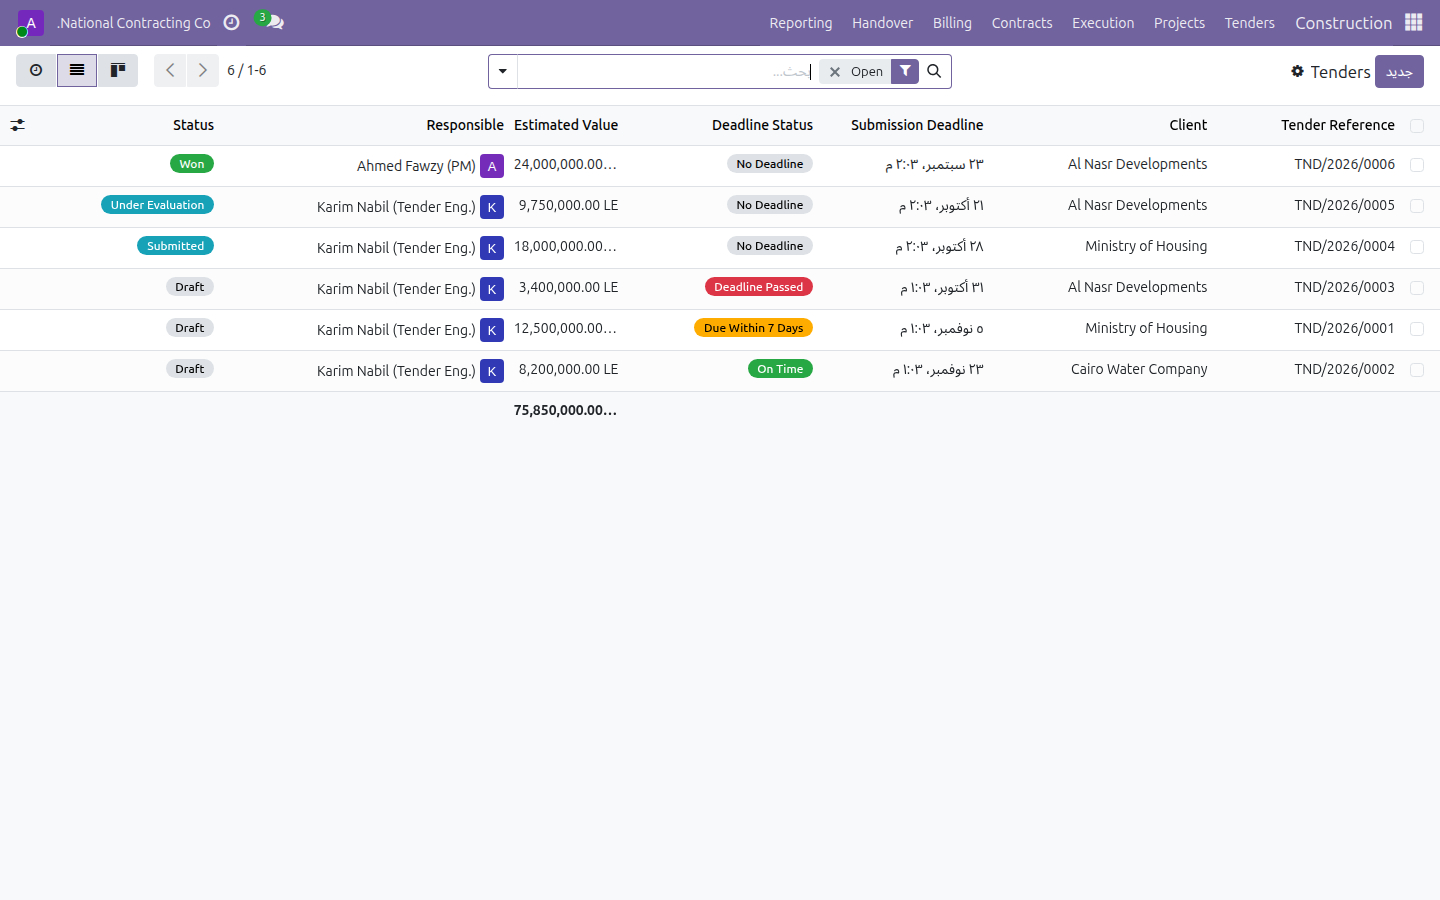 Construction Tenders Projects Execution Contracts Billing Handover Reporting 3 National Contracting Co. A
جديد Tenders Open بحث... 6 / 1-6
Tender Reference Client Submission Deadline Deadline Status Estimated Value Responsible Status
TND/2026/0006 Al Nasr Developments ٢٣ سبتمبر، ٢:٠٣ م No Deadline 24,000,000.00... A Ahmed Fawzy (PM) Won
TND/2026/0005 Al Nasr Developments ٢١ أكتوبر، ٢:٠٣ م No Deadline 9,750,000.00 LE K Karim Nabil (Tender Eng.) Under Evaluation
TND/2026/0004 Ministry of Housing ٢٨ أكتوبر، ٢:٠٣ م No Deadline 18,000,000.00... K Karim Nabil (Tender Eng.) Submitted
TND/2026/0003 Al Nasr Developments ٣١ أكتوبر، ١:٠٣ م Deadline Passed 3,400,000.00 LE K Karim Nabil (Tender Eng.) Draft
TND/2026/0001 Ministry of Housing ٥ نوفمبر، ١:٠٣ م Due Within 7 Days 12,500,000.00... K Karim Nabil (Tender Eng.) Draft
TND/2026/0002 Cairo Water Company ٢٣ نوفمبر، ١:٠٣ م On Time 8,200,000.00 LE K Karim Nabil (Tender Eng.) Draft
75,850,000.00...